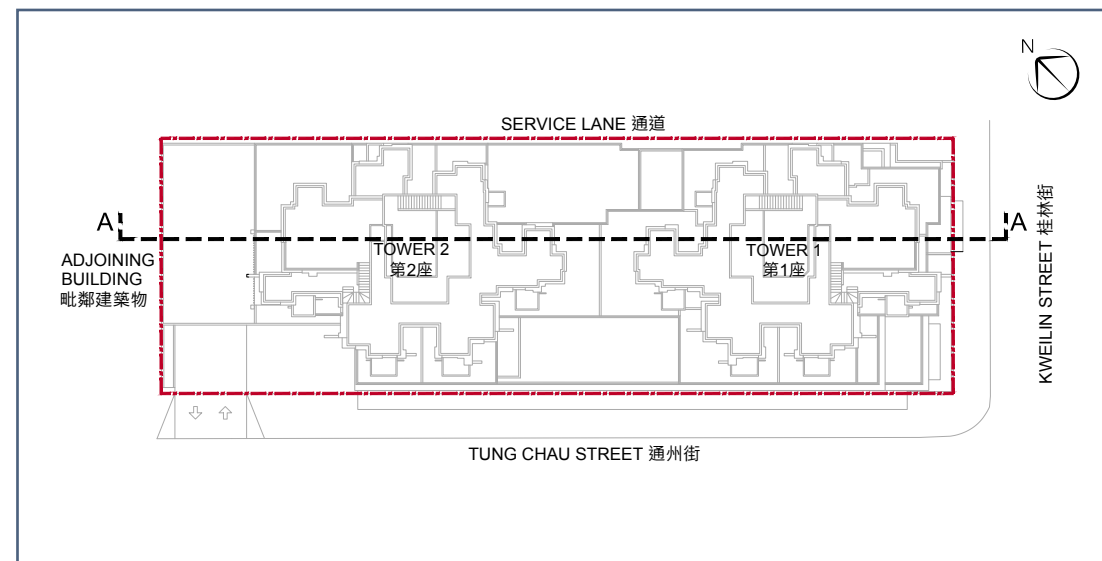 N
SERVICE LANE 通道
A
A
TOWER 2
第2座
TOWER 1
第1座
ADJOINING
BUILDING
毗鄰建築物
KWEILIN STREET 桂林街
TUNG CHAU STREET 通州街